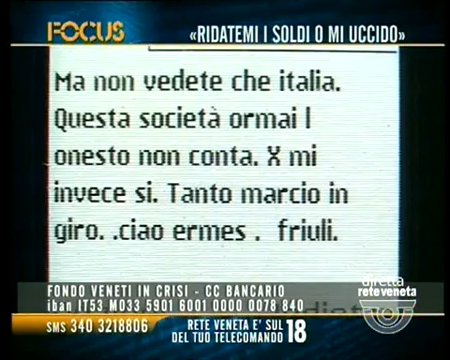 FOCUS
«RIDATEMI I SOLDI O MI UCCIDO»
Ma non vedete che italia.
Questa società ormai l
onesto non conta. X mi
invece si. Tanto marcio in
giro. .ciao ermes . friuli.
FONDO VENETI IN CRISI - CC BANCARIO
iban IT53 M033 5901 6001 0000 0078 840
diretta
reteveneta
SMS 340 3218806
RETE VENETA E' SUL
DEL TUO TELECOMANDO
18